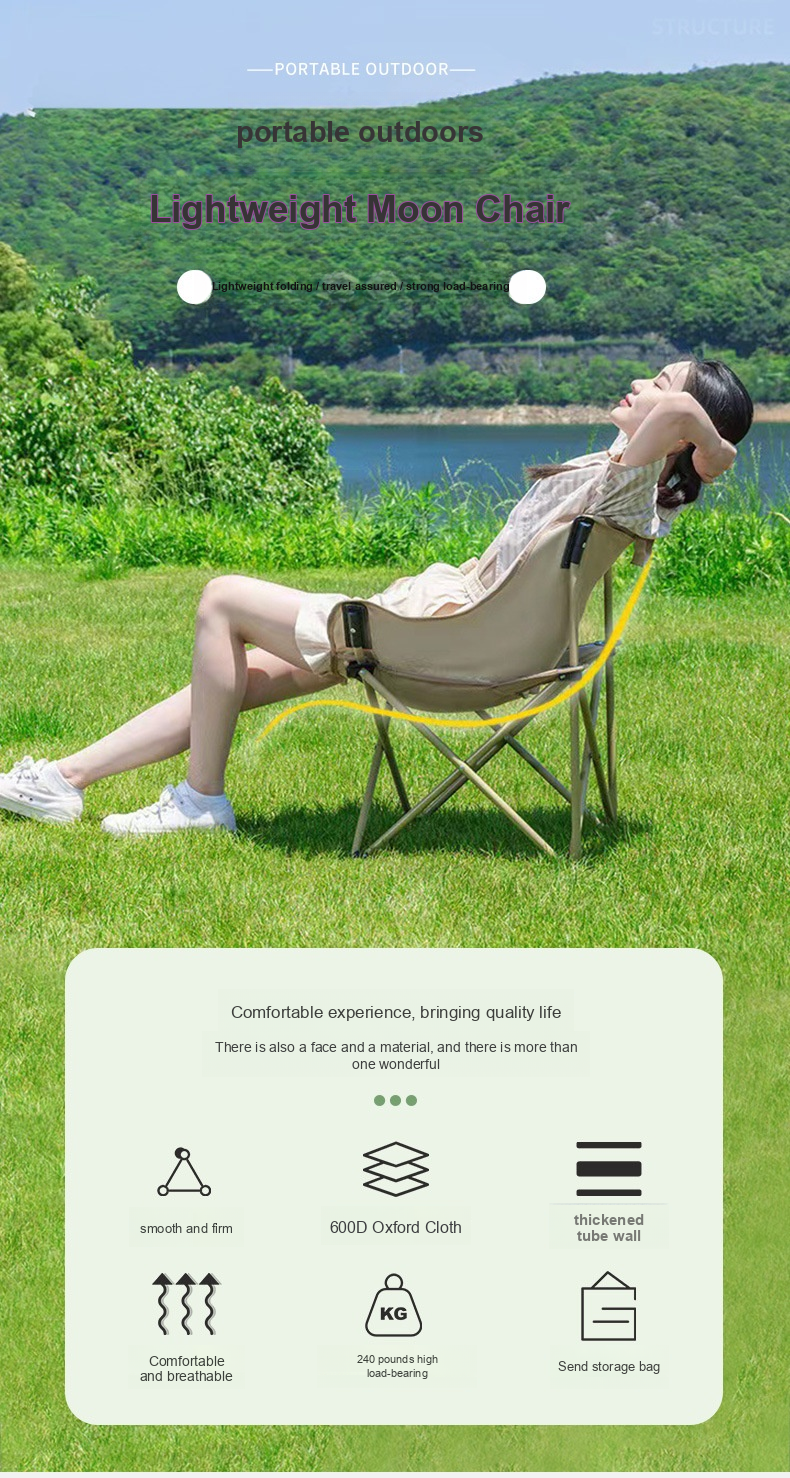 STRUCTURE
PORTABLE OUTDOOR
portable outdoors
Lightweight Moon Chair
Lightweight folding / travel assured / strong load-bearing
Comfortable experience, bringing quality life
There is also a face and a material, and there is more than
one wonderful
smooth and firm
600D Oxford Cloth
thickened
tube wall
Comfortable
and breathable
KG
240 pounds high
load-bearing
Send storage bag